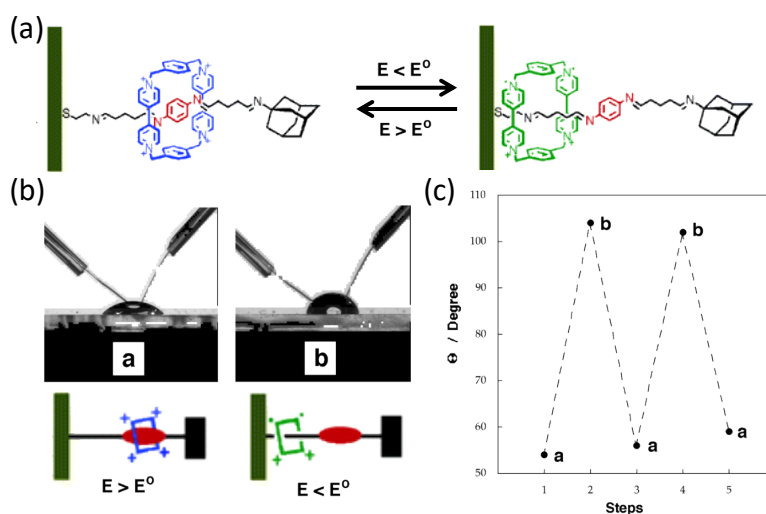 (a)
E < E°
E > E°
S
N
N
N
N
N
N
N
N
+
+
+
+
S
N
N
N
N
N
N
N
N
+
+
(b)
a
b
E > E°
E < E°
(c)
110
100
90
80
70
60
50
Θ / Degree
a
b
a
b
a
1 2 3 4 5
Steps